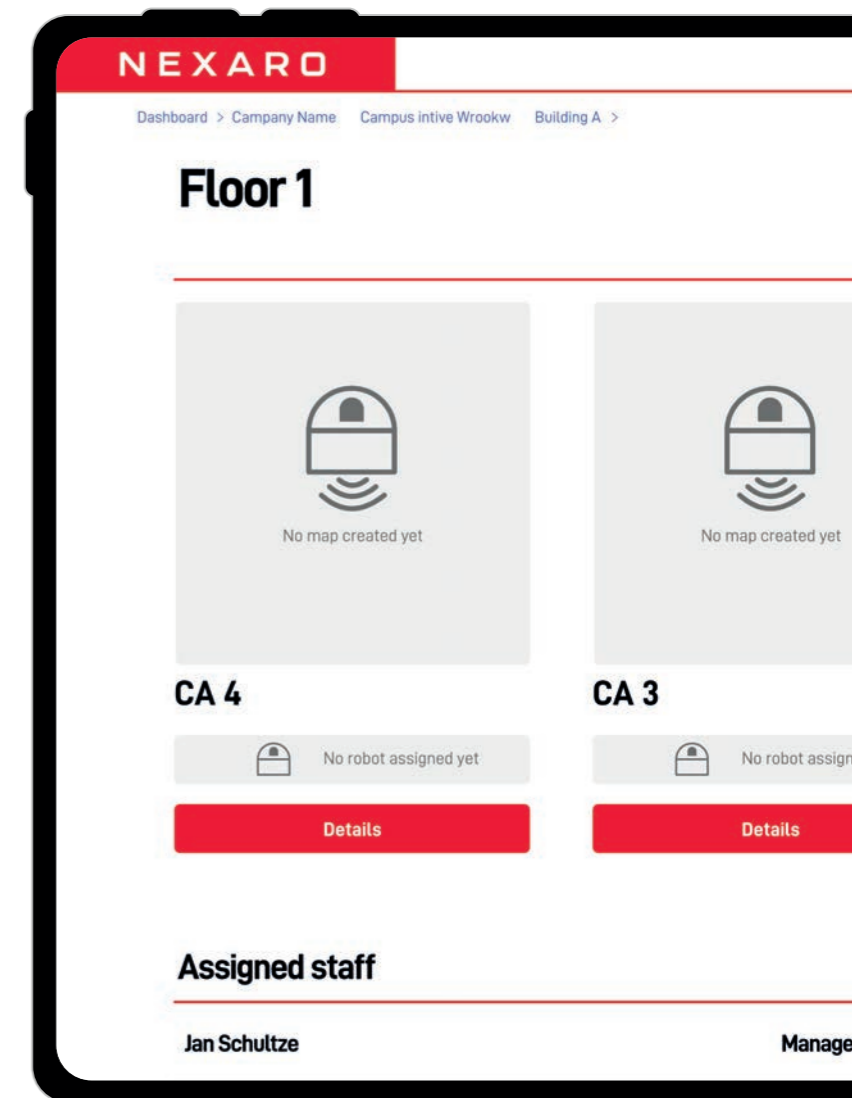 NEXARO
Dashboard > Company Name Campus intive Wrookw Building A >
Floor 1
No map created yet
No map created yet
CA 4
CA 3
No robot assigned yet
No robot assign
Details
Details
Assigned staff
Jan Schultze
Manage